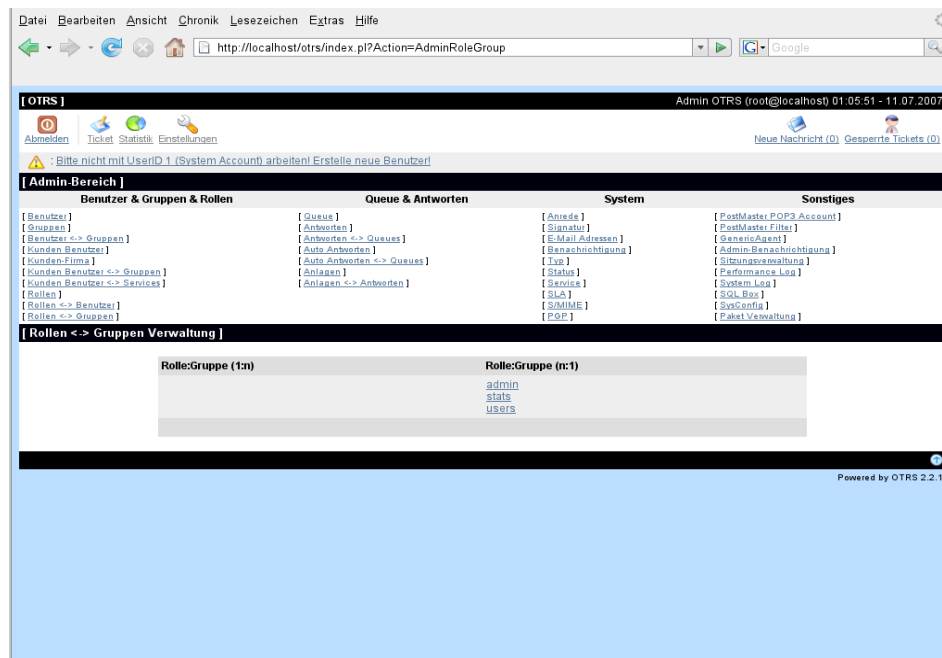 Datei Bearbeiten Ansicht Chronik Lesezeichen Extras Hilfe
http://localhost/otrs/index.pl?Action=AdminRoleGroup
G Google
[ OTRS ] Admin OTRS (root@localhost) 01:05:51 - 11.07.2007
Abmelden Ticket Statistik Einstellungen Neue Nachricht (0) Gesperrte Tickets (0)
: Bitte nicht mit UserID 1 (System Account) arbeiten! Erstelle neue Benutzer!
[ Admin-Bereich ]
Benutzer & Gruppen & Rollen Queue & Antworten System Sonstiges
[ Benutzer ] [ Queue ] [ Anrede ] [ PostMaster POP3 Account ]
[ Gruppen ] [ Antworten ] [ Signatur ] [ PostMaster Filter ]
[ Benutzer <-> Gruppen ] [ Antworten <-> Queues ] [ E-Mail Adressen ] [ GenericAgent ]
[ Kunden Benutzer ] [ Auto Antworten ] [ Benachrichtigung ] [ Admin-Benachrichtigung ]
[ Kunden-Firma ] [ Auto Antworten <-> Queues ] [ Typ ] [ Sitzungsverwaltung ]
[ Kunden Benutzer <-> Gruppen ] [ Anlagen ] [ Status ] [ Performance Log ]
[ Kunden Benutzer <-> Services ] [ Anlagen <-> Antworten ] [ Service ] [ System Log ]
[ Rollen ] [ SLA ] [ SQL Box ]
[ Rollen <-> Benutzer ] [ S/MIME ] [ SysConfig ]
[ Rollen <-> Gruppen ] [ PGP ] [ Paket Verwaltung ]
[ Rollen <-> Gruppen Verwaltung ]
Rolle:Gruppe (1:n) Rolle:Gruppe (n:1)
admin
stats
users
Powered by OTRS 2.2.1